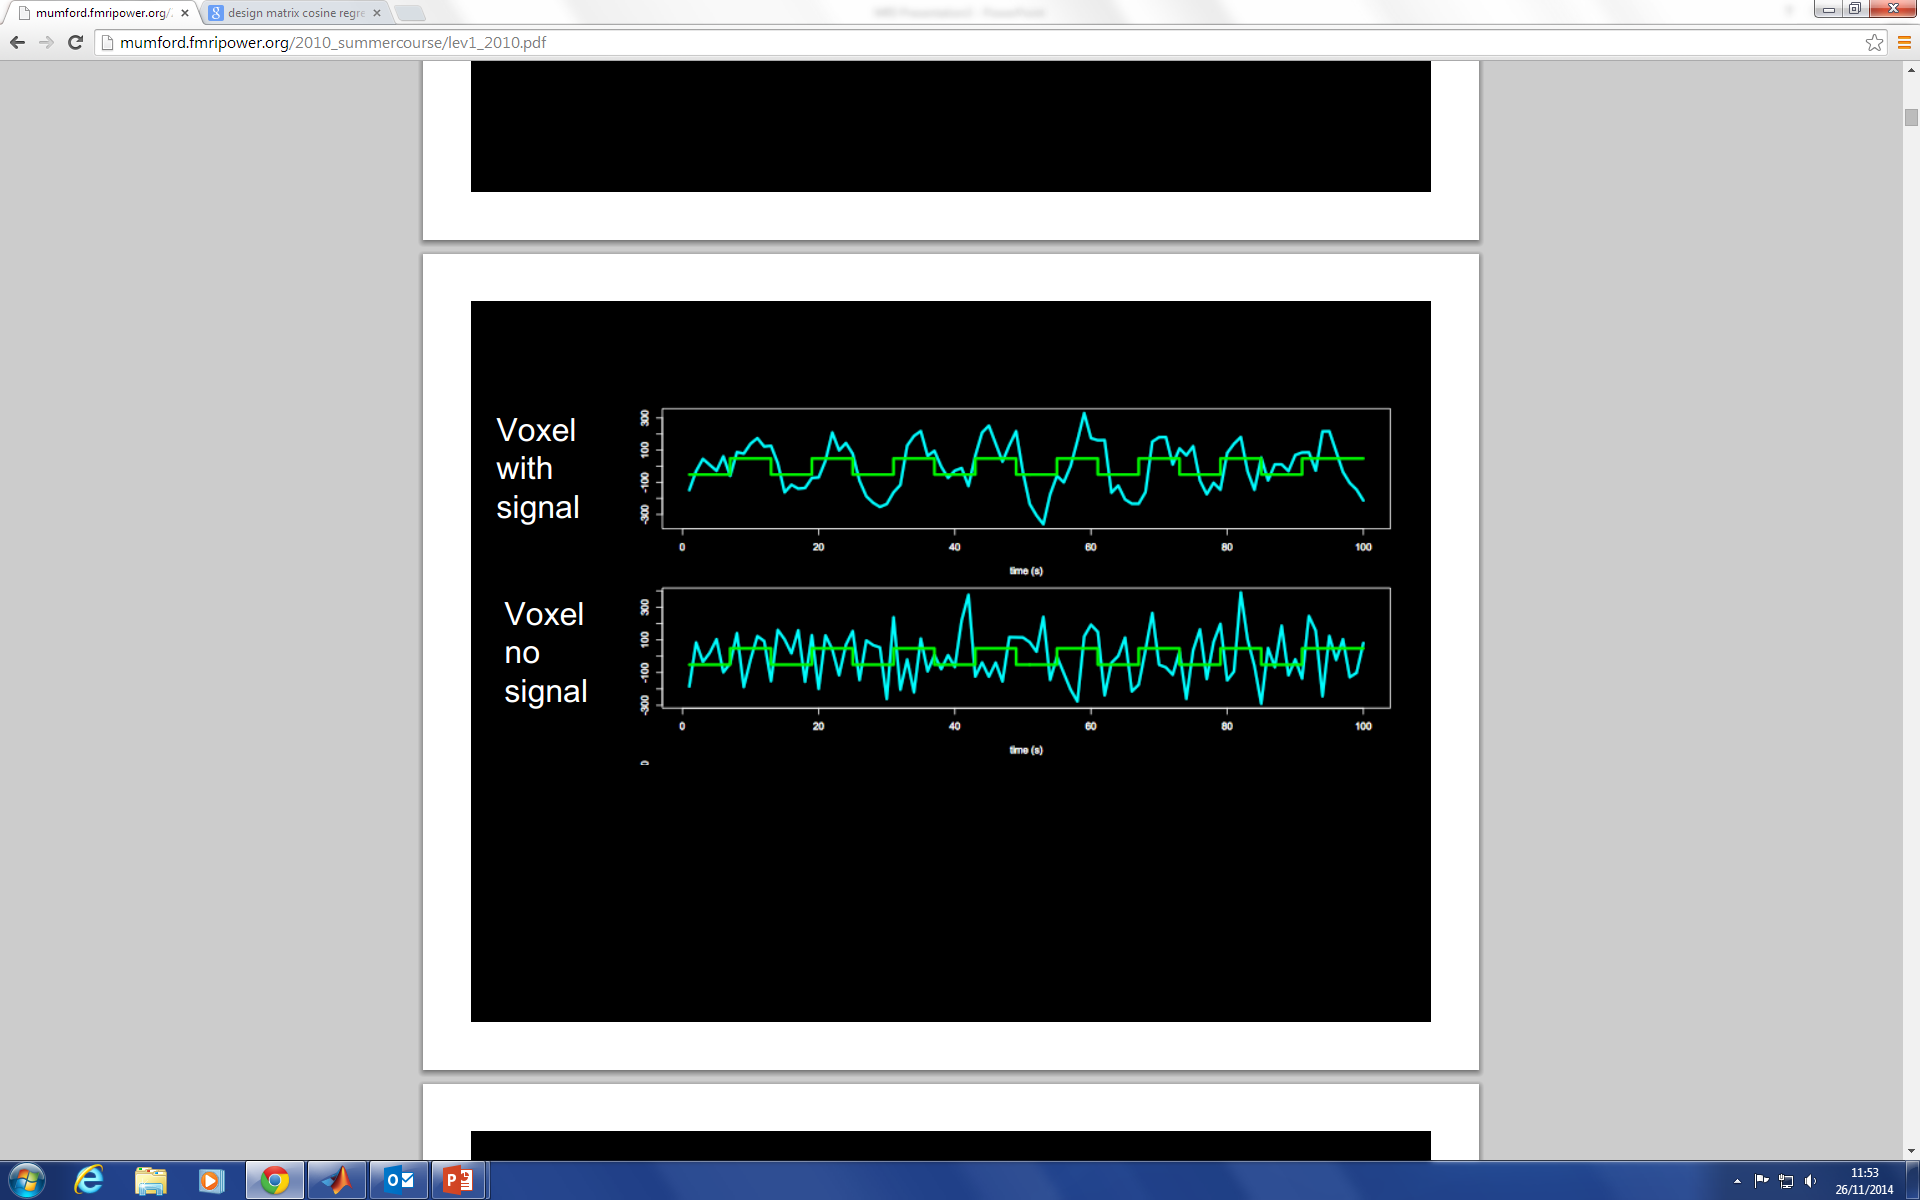 mumford.fmripower.org/
design matrix cosine regre
mumford.fmripower.org/2010_summercourse/lev1_2010.pdf
Voxel
with
signal
300
100
-100
-300
0 20 40 60 80 100
time (s)
Voxel
no
signal
300
100
-100
-300
0 20 40 60 80 100
time (s)
0
11:53
26/11/2014